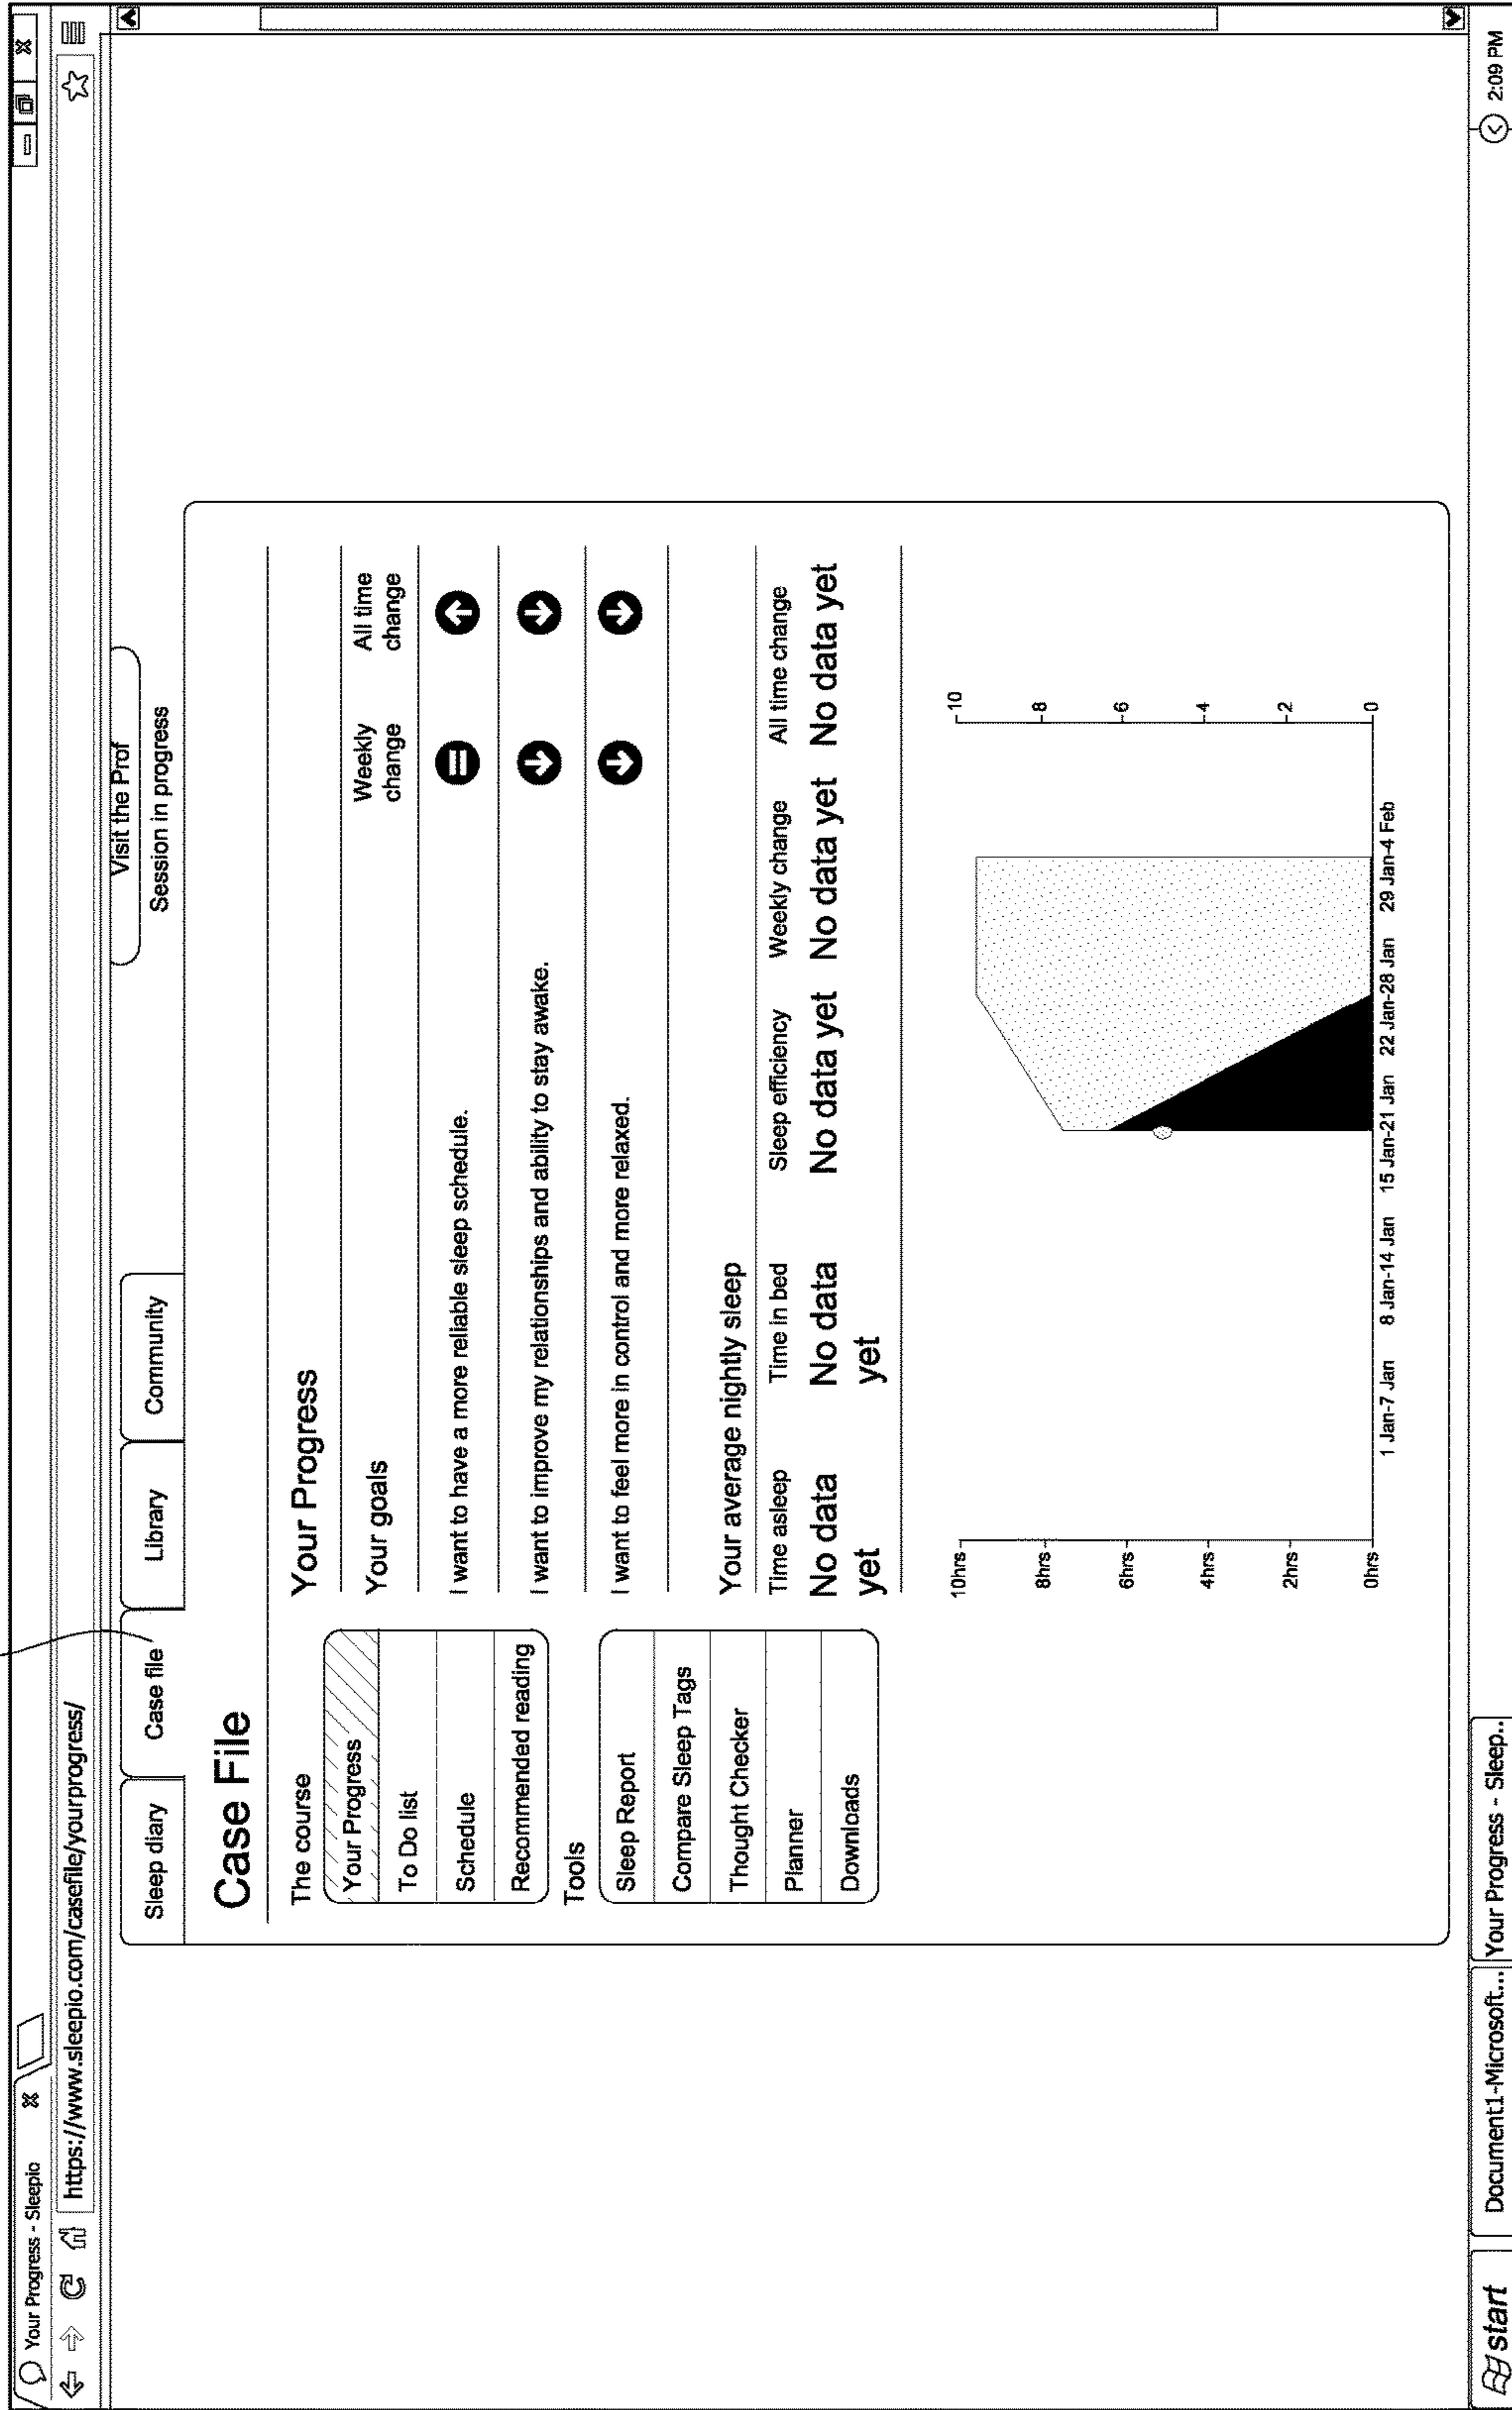 Your Progress - Sleepio
https://www.sleepio.com/casefile/yourprogress/
Visit the Prof
Session in progress
Sleep diary
Case file
Library
Community
Case File
The course
Your Progress
To Do list
Schedule
Recommended reading
Tools
Sleep Report
Compare Sleep Tags
Thought Checker
Planner
Downloads
Your Progress
Your goals
Weekly change
All time change
I want to have a more reliable sleep schedule.
I want to improve my relationships and ability to stay awake.
I want to feel more in control and more relaxed.
Your average nightly sleep
Time asleep
Time in bed
Sleep efficiency
Weekly change
All time change
No data yet
No data yet
No data yet
No data yet
No data yet
10hrs
8hrs
6hrs
4hrs
2hrs
0hrs
10
8
6
4
2
0
1 Jan-7 Jan
8 Jan-14 Jan
15 Jan-21 Jan
22 Jan-28 Jan
29 Jan-4 Feb
start
Document1-Microsoft...
Your Progress - Sleep..
2:09 PM